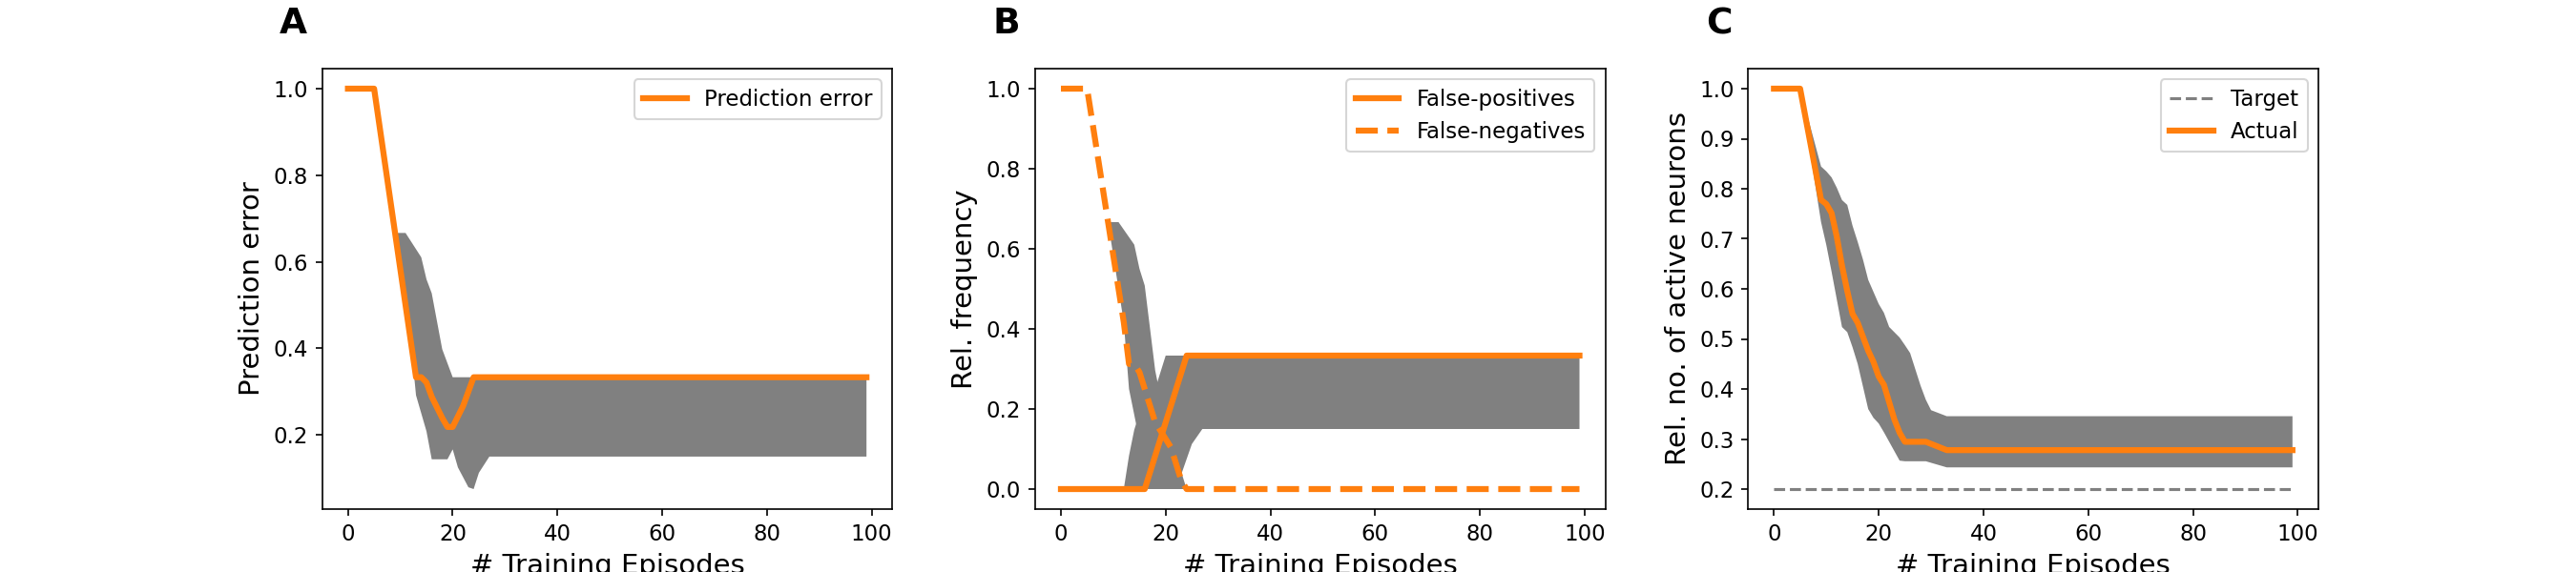 A
Prediction error
1.0
0.8
0.6
0.4
0.2
Prediction error
0 20 40 60 80 100
# Training Episodes
B
Rel. frequency
1.0
0.8
0.6
0.4
0.2
0.0
False-positives
False-negatives
0 20 40 60 80 100
# Training Episodes
C
Rel. no. of active neurons
1.0
0.9
0.8
0.7
0.6
0.5
0.4
0.3
0.2
Target
Actual
0 20 40 60 80 100
# Training Episodes